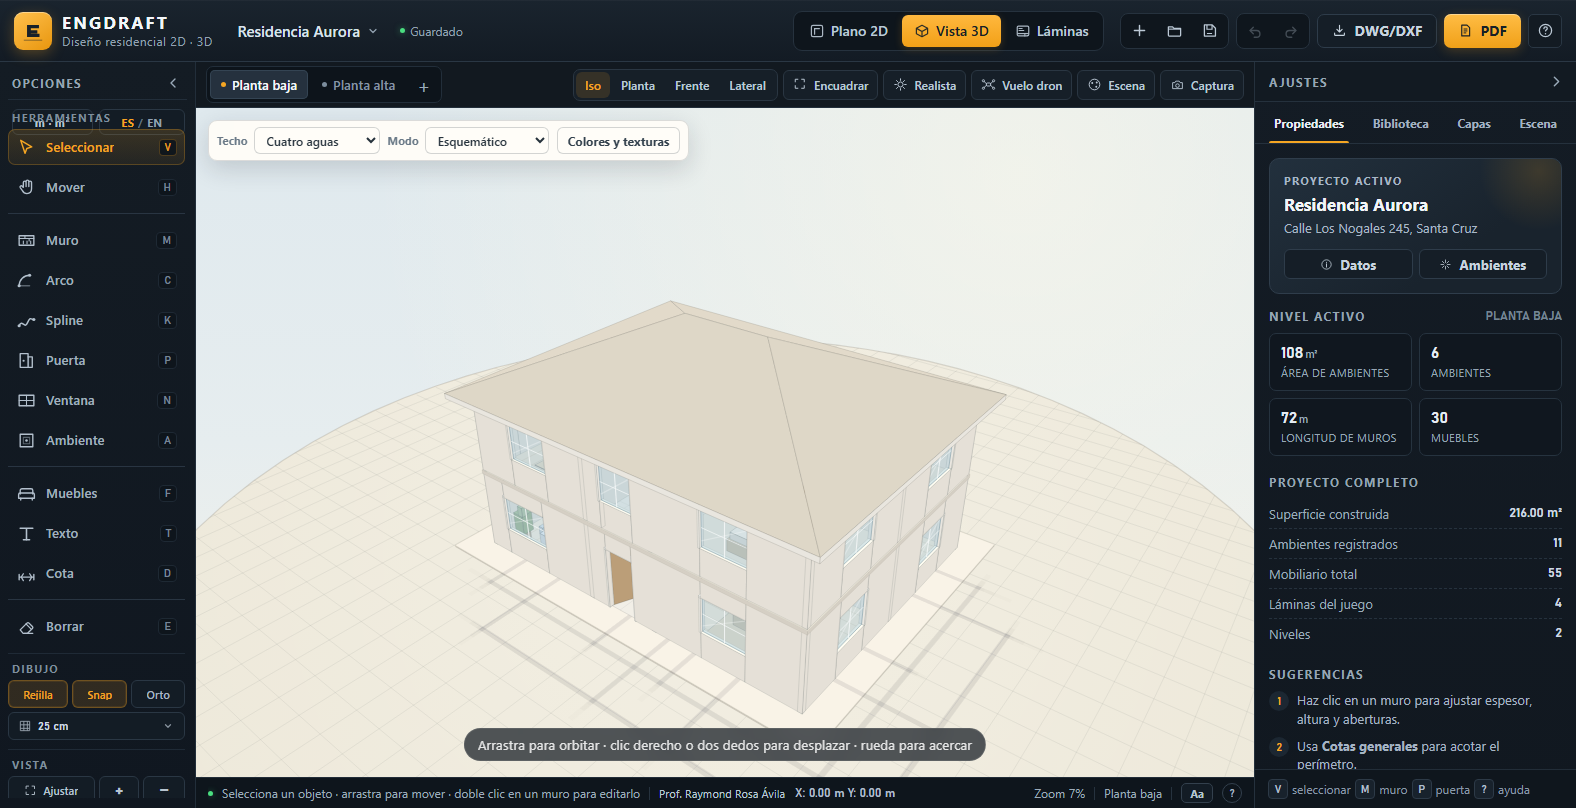 ENGDRAFT
Diseño residencial 2D · 3D
Residencia Aurora
Guardado
Plano 2D
Vista 3D
Láminas
DWG/DXF
PDF
OPCIONES
HERRAMIENTAS
m · m²
ES / EN
Seleccionar V
Mover H
Muro M
Arco C
Spline K
Puerta P
Ventana N
Ambiente A
Muebles F
Texto T
Cota D
Borrar E
DIBUJO
Rejilla
Snap
Orto
25 cm
VISTA
Ajustar
+
−
Planta baja
Planta alta
+
Iso
Planta
Frente
Lateral
Encuadrar
Realista
Vuelo dron
Escena
Captura
Techo
Cuatro aguas
Modo
Esquemático
Colores y texturas
Arrastra para orbitar · clic derecho o dos dedos para desplazar · rueda para acercar
Selecciona un objeto · arrastra para mover · doble clic en un muro para editarlo
Prof. Raymond Rosa Ávila
X: 0.00 m Y: 0.00 m
Zoom 7%
Planta baja
Aa
?
AJUSTES
Propiedades
Biblioteca
Capas
Escena
PROYECTO ACTIVO
Residencia Aurora
Calle Los Nogales 245, Santa Cruz
Datos
Ambientes
NIVEL ACTIVO
PLANTA BAJA
108 m²
ÁREA DE AMBIENTES
6
AMBIENTES
72 m
LONGITUD DE MUROS
30
MUEBLES
PROYECTO COMPLETO
Superficie construida 216.00 m²
Ambientes registrados 11
Mobiliario total 55
Láminas del juego 4
Niveles 2
SUGERENCIAS
1 Haz clic en un muro para ajustar espesor,
altura y aberturas.
2 Usa Cotas generales para acotar el
perímetro.
V seleccionar M muro P puerta ? ayuda